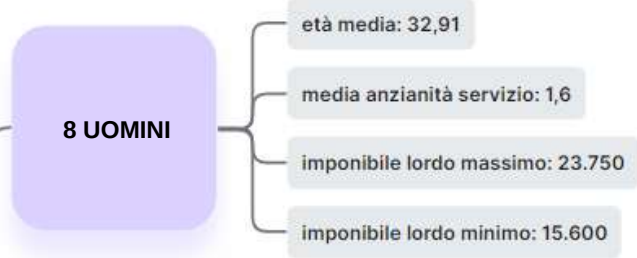 8 UOMINI
età media: 32,91
media anzianità servizio: 1,6
imponibile lordo massimo: 23.750
imponibile lordo minimo: 15.600